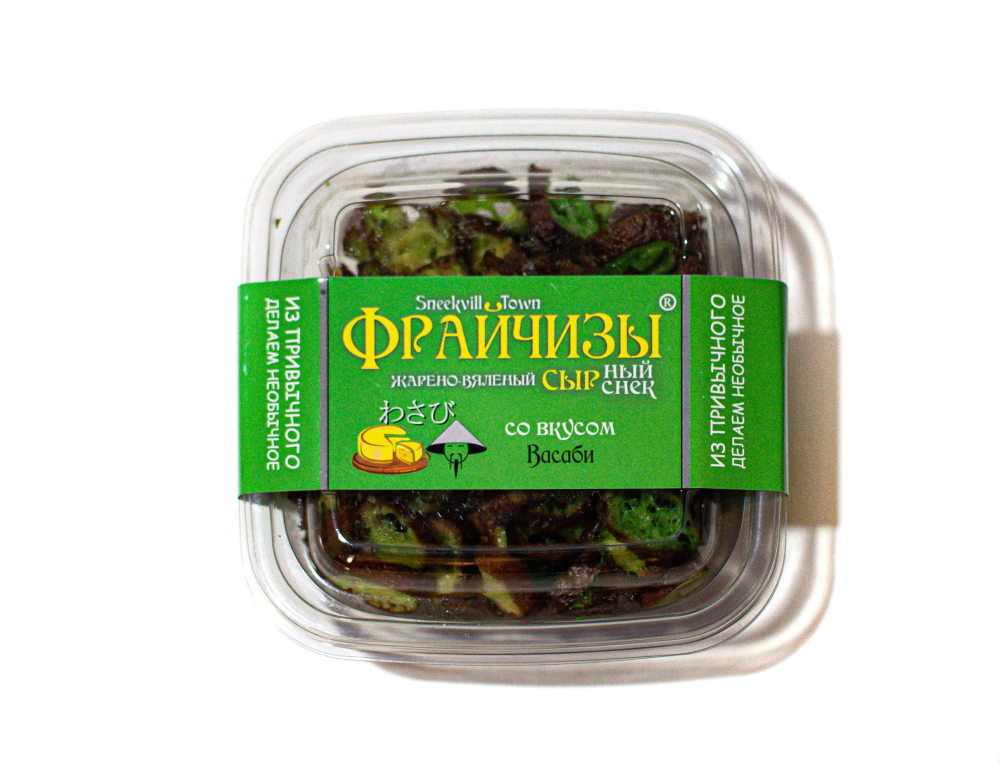 ИЗ ПРИВЫЧНОГО
ДЕЛАЕМ НЕОБЫЧНОЕ
Sneekvill Town
ФРАЙЧИЗЫ®
ЖАРЕНО-ВЯЛЕНЫЙ СЫРНЫЙ
СНЕК
わさび
СО ВКУСОМ
Васаби
ИЗ ПРИВЫЧНОГО
ДЕЛАЕМ НЕОБЫЧНОЕ